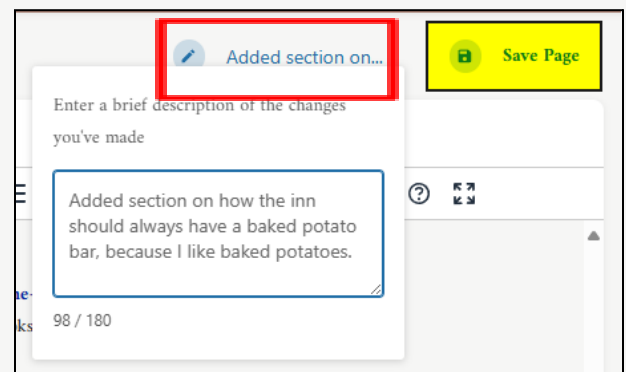 Added section on...
Save Page
Enter a brief description of the changes
you've made
Added section on how the inn
should always have a baked potato
bar, because I like baked potatoes.
98 / 180